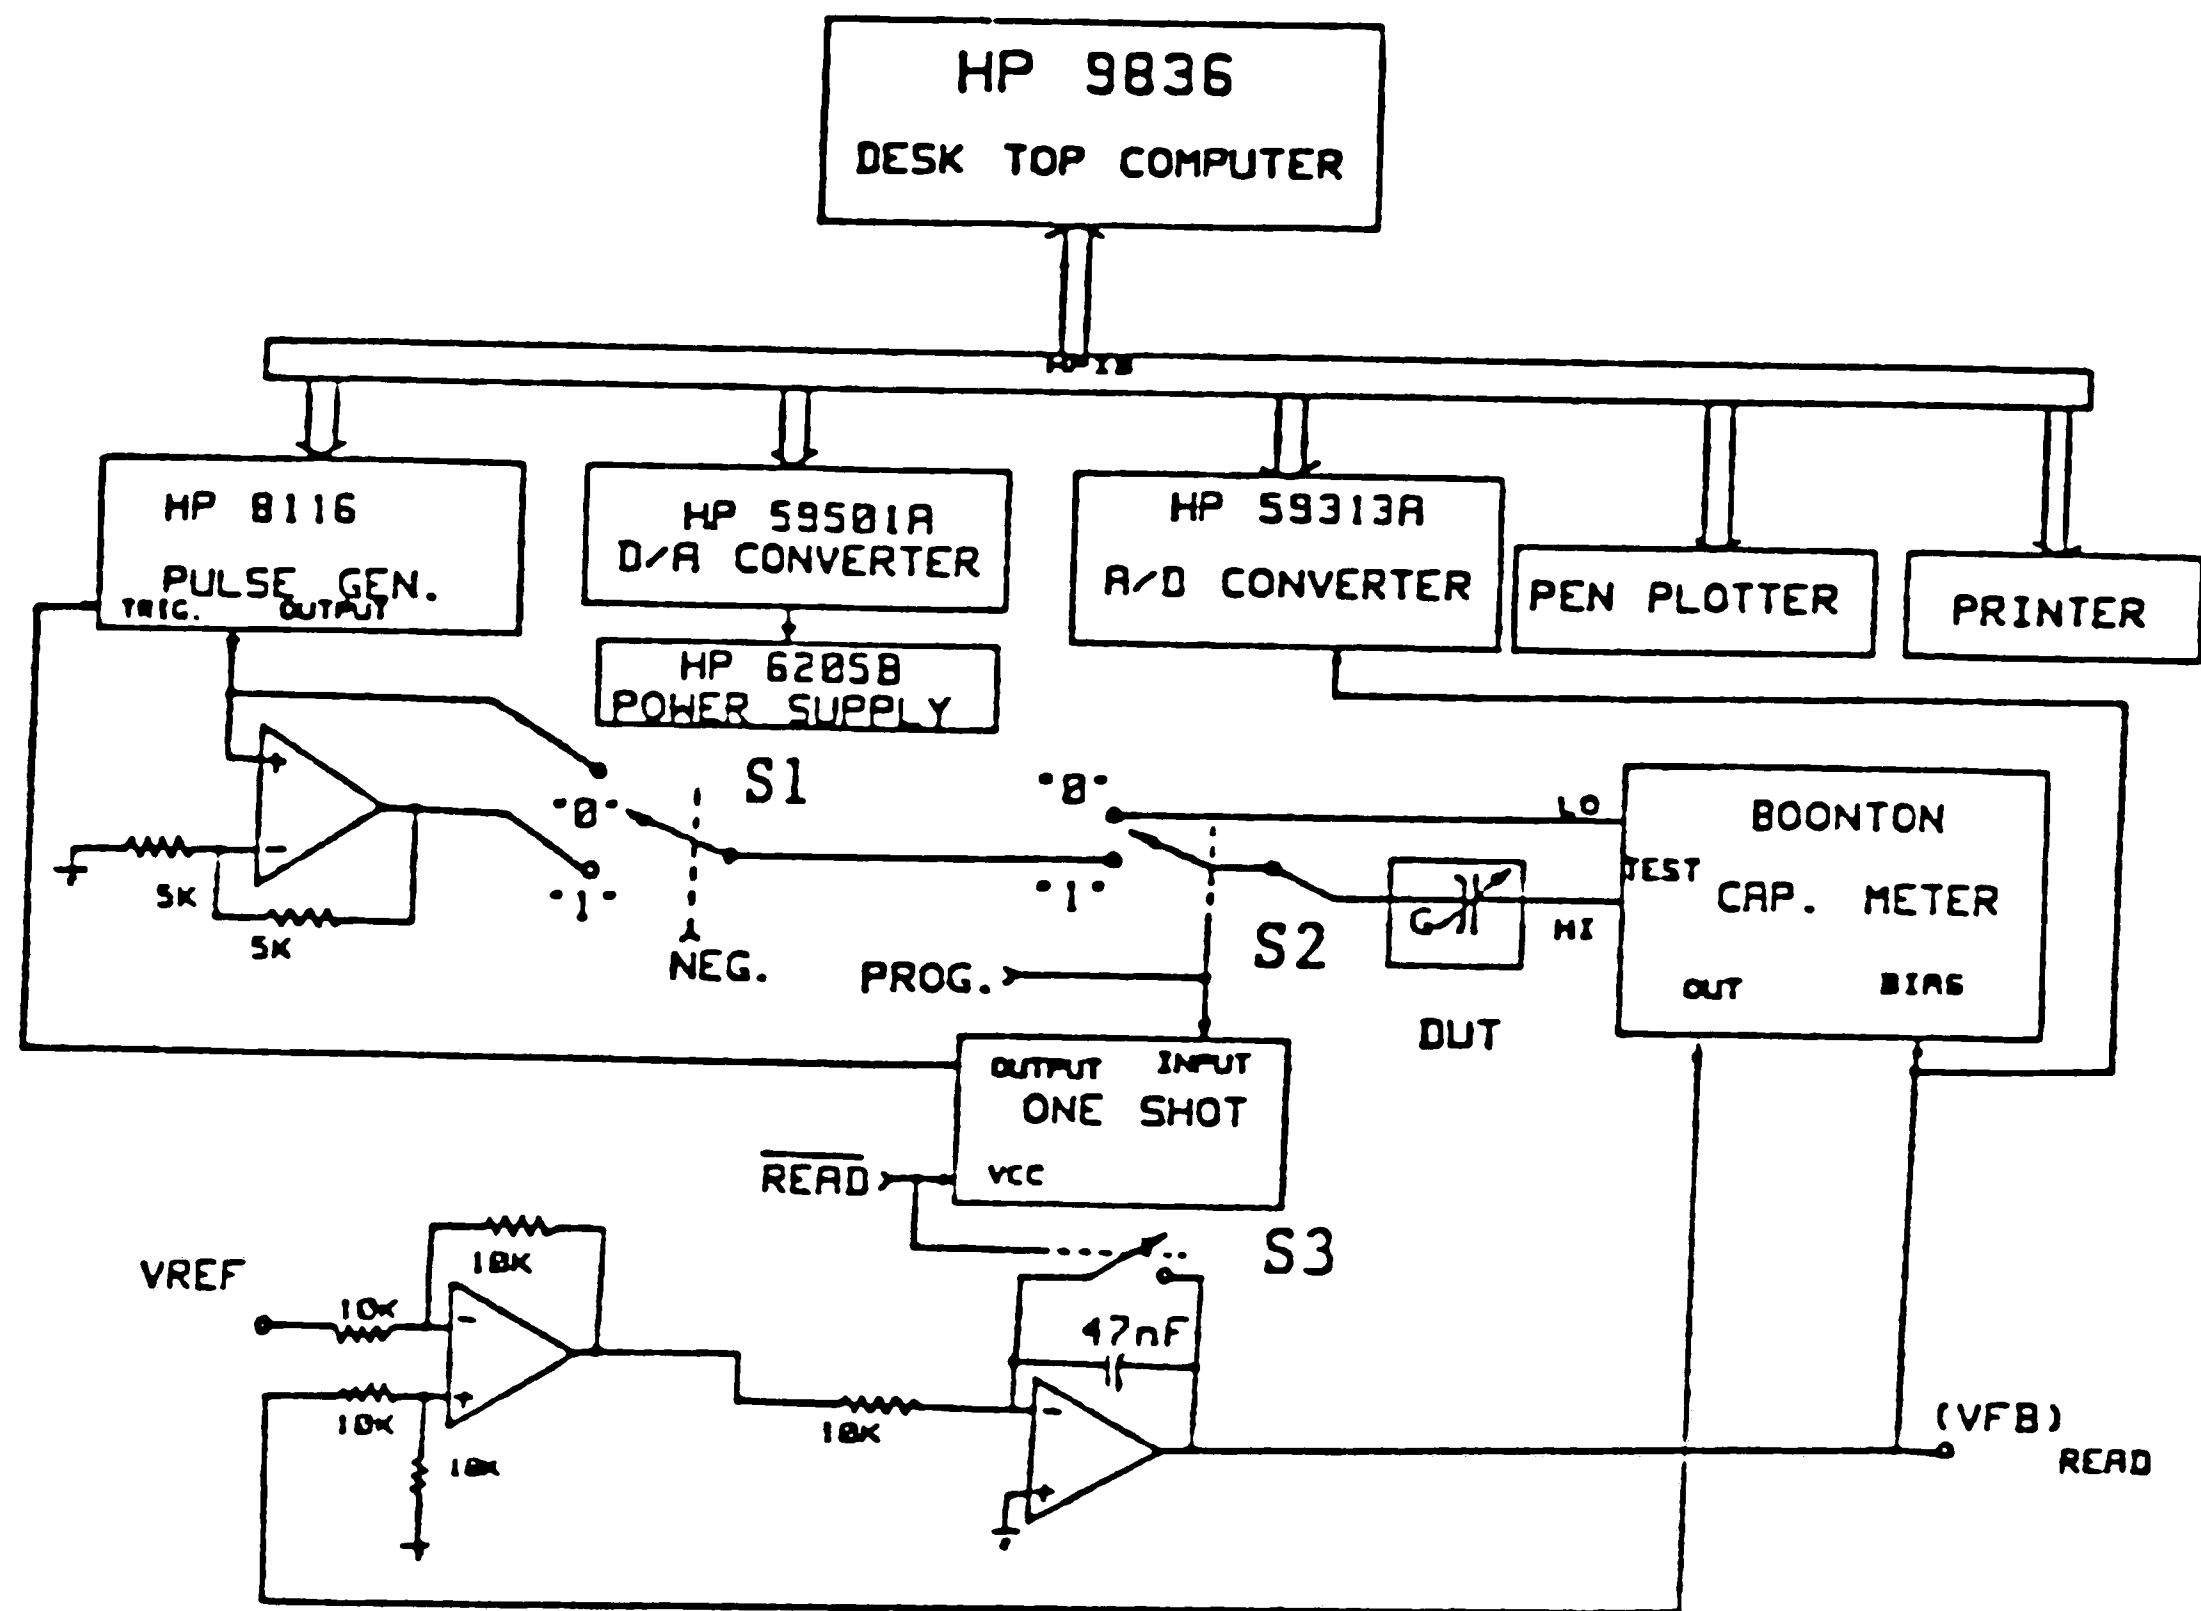 HP 9836
DESK TOP COMPUTER
HP 8116
PULSE GEN.
TRIG. OUTPUT
HP 59501A
D/A CONVERTER
HP 6205B
POWER SUPPLY
HP 59313A
A/D CONVERTER
PEN PLOTTER
PRINTER
+
-
5K
5K
"0"
"1"
S1
NEG.
"0"
"1"
S2
PROG.
LO
TEST
HI
BOONTON
CAP. METER
OUT BIAS
DUT
OUTPUT INPUT
ONE SHOT
VCC
READ
S3
VREF
10K
10K
-
+
10K
10K
10K
47nF
-
+
(VFB)
READ